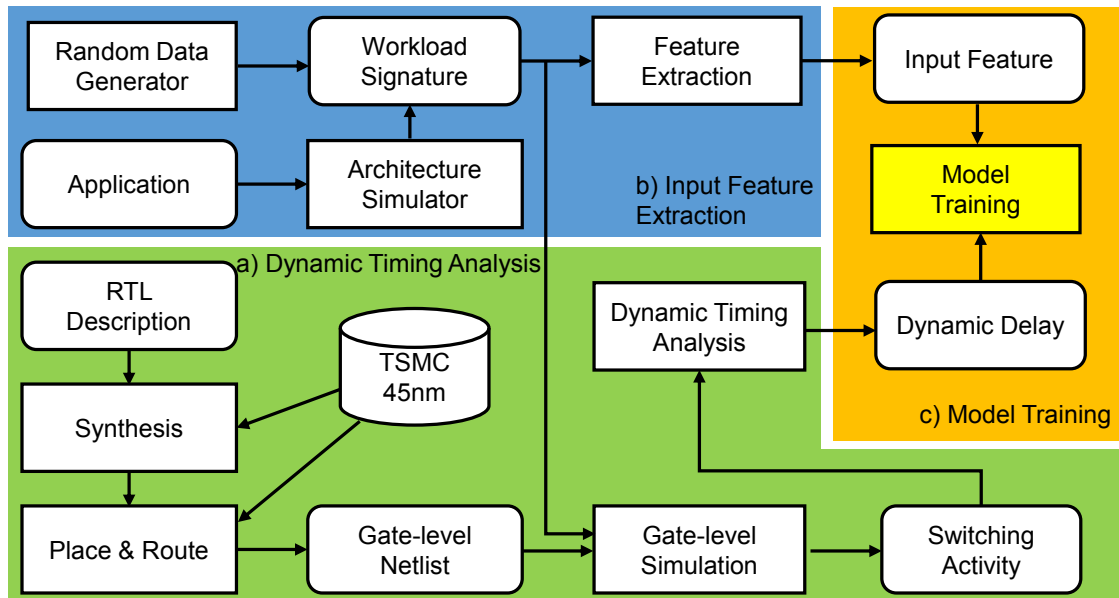 Random Data
Generator
Workload
Signature
Feature
Extraction
Input Feature
Application
Architecture
Simulator
b) Input Feature
Extraction
Model
Training
a) Dynamic Timing Analysis
RTL
Description
TSMC
45nm
Dynamic Timing
Analysis
Dynamic Delay
c) Model Training
Synthesis
Place & Route
Gate-level
Netlist
Gate-level
Simulation
Switching
Activity